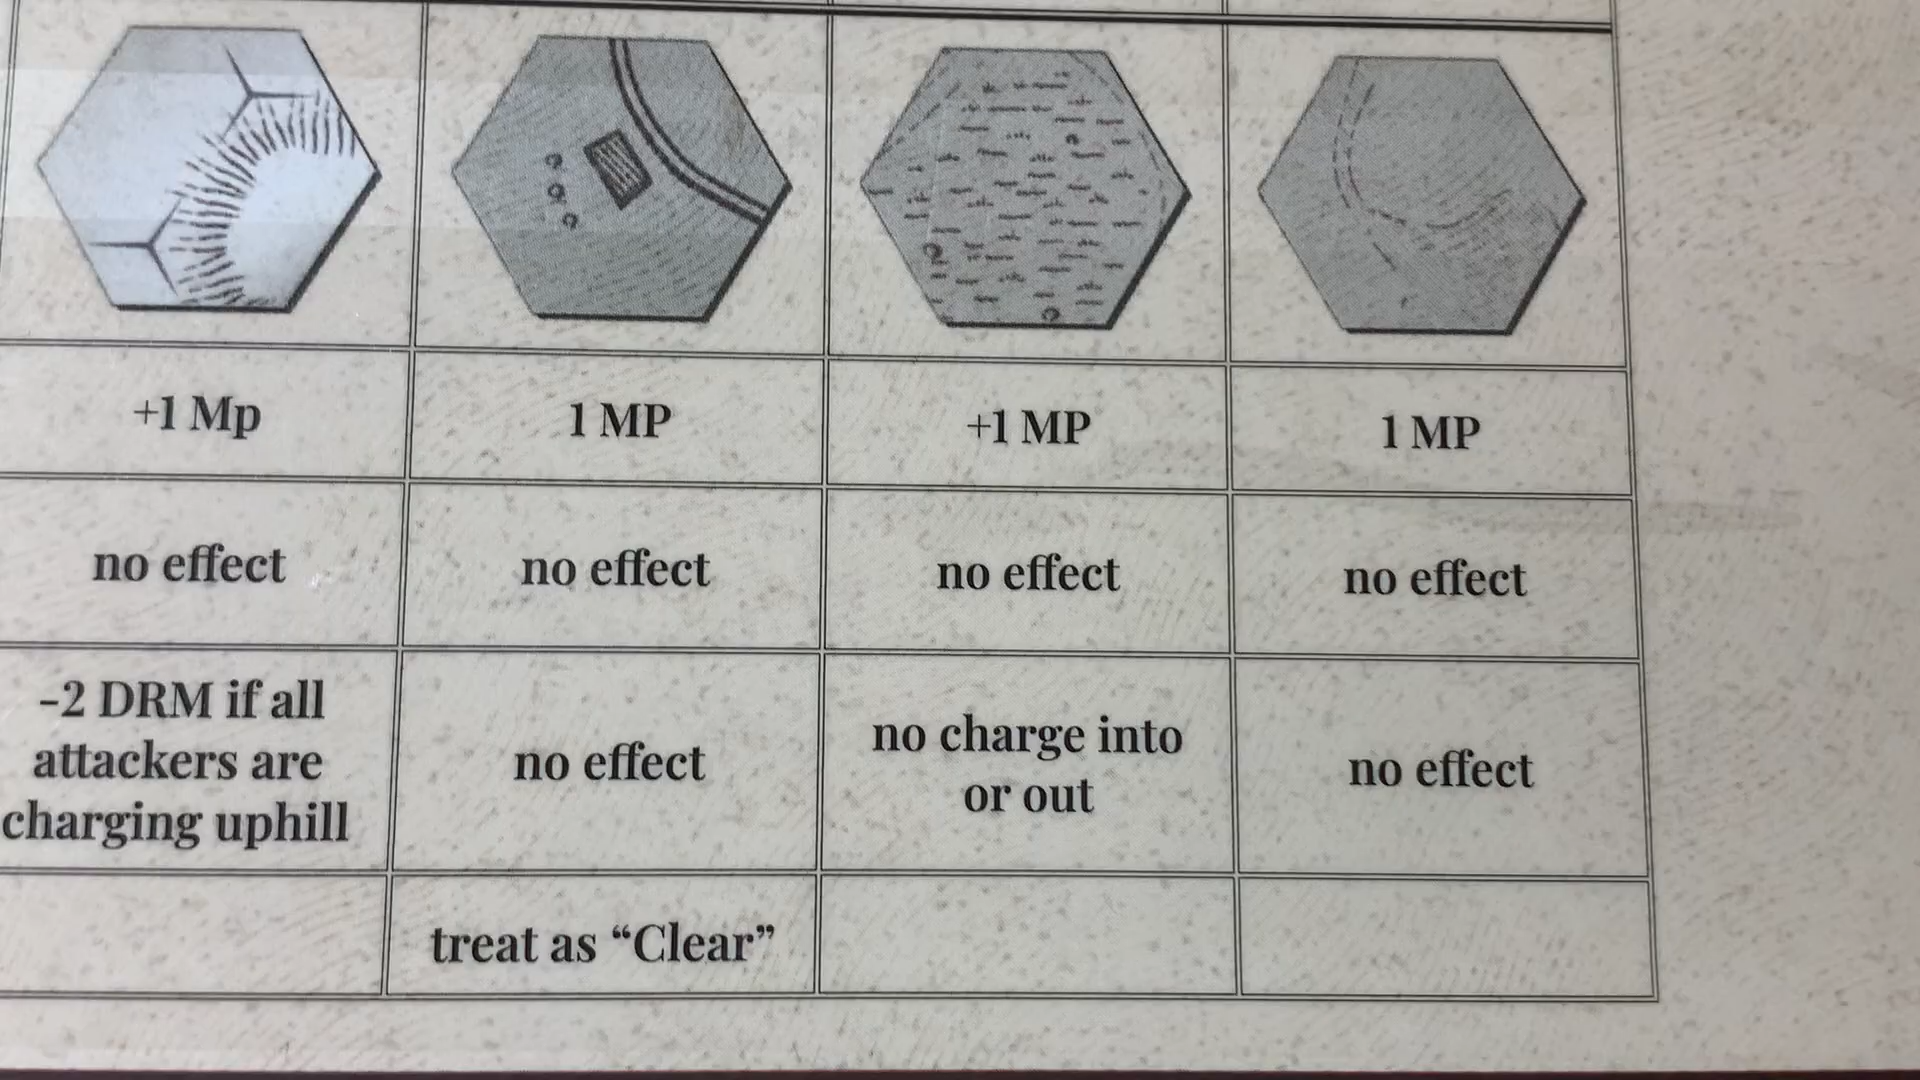 +1 Mp
1 MP
+1 MP
1 MP
no effect
no effect
no effect
no effect
-2 DRM if all
attackers are
charging uphill
no effect
no charge into
or out
no effect
treat as “Clear”